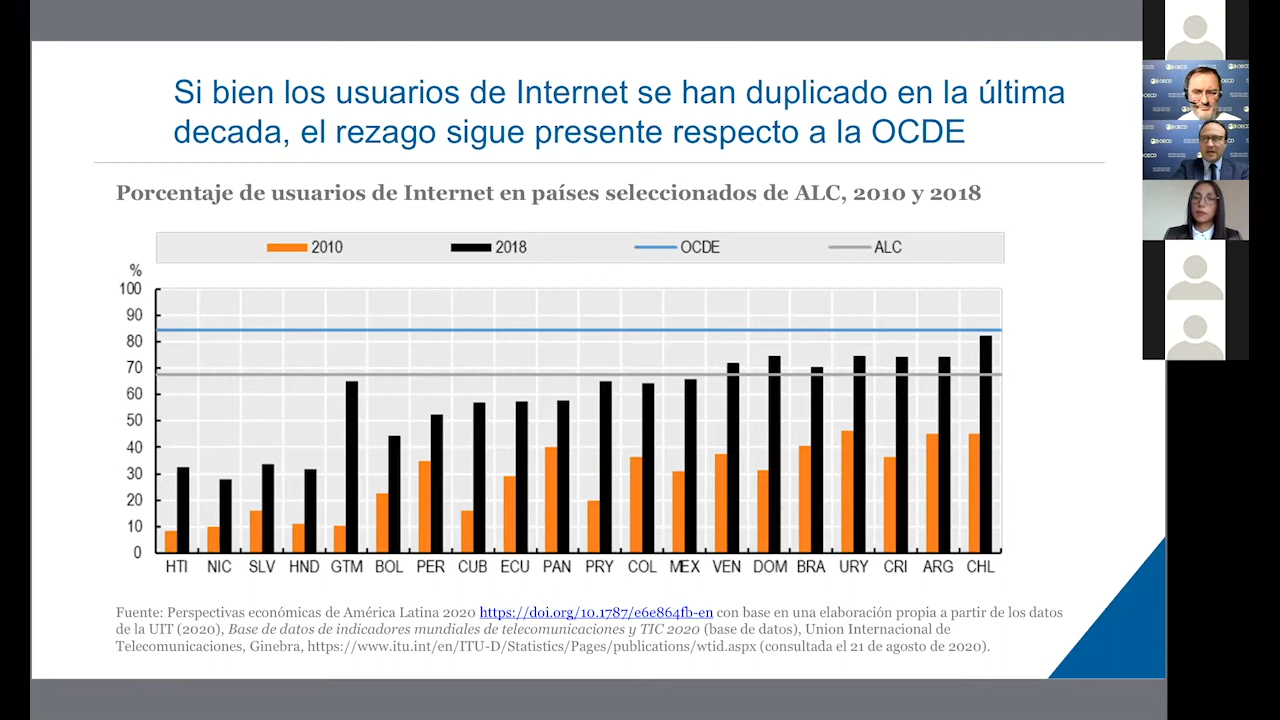 Si bien los usuarios de Internet se han duplicado en la última
decada, el rezago sigue presente respecto a la OCDE
Porcentaje de usuarios de Internet en países seleccionados de ALC, 2010 y 2018
2010 2018 OCDE ALC
%
100
90
80
70
60
50
40
30
20
10
0
HTI NIC SLV HND GTM BOL PER CUB ECU PAN PRY COL MEX VEN DOM BRA URY CRI ARG CHL
Fuente: Perspectivas económicas de América Latina 2020 https://doi.org/10.1787/e6e864fb-en con base en una elaboración propia a partir de los datos
de la UIT (2020), Base de datos de indicadores mundiales de telecomunicaciones y TIC 2020 (base de datos), Union Internacional de
Telecomunicaciones, Ginebra, https://www.itu.int/en/ITU-D/Statistics/Pages/publications/wtid.aspx (consultada el 21 de agosto de 2020).